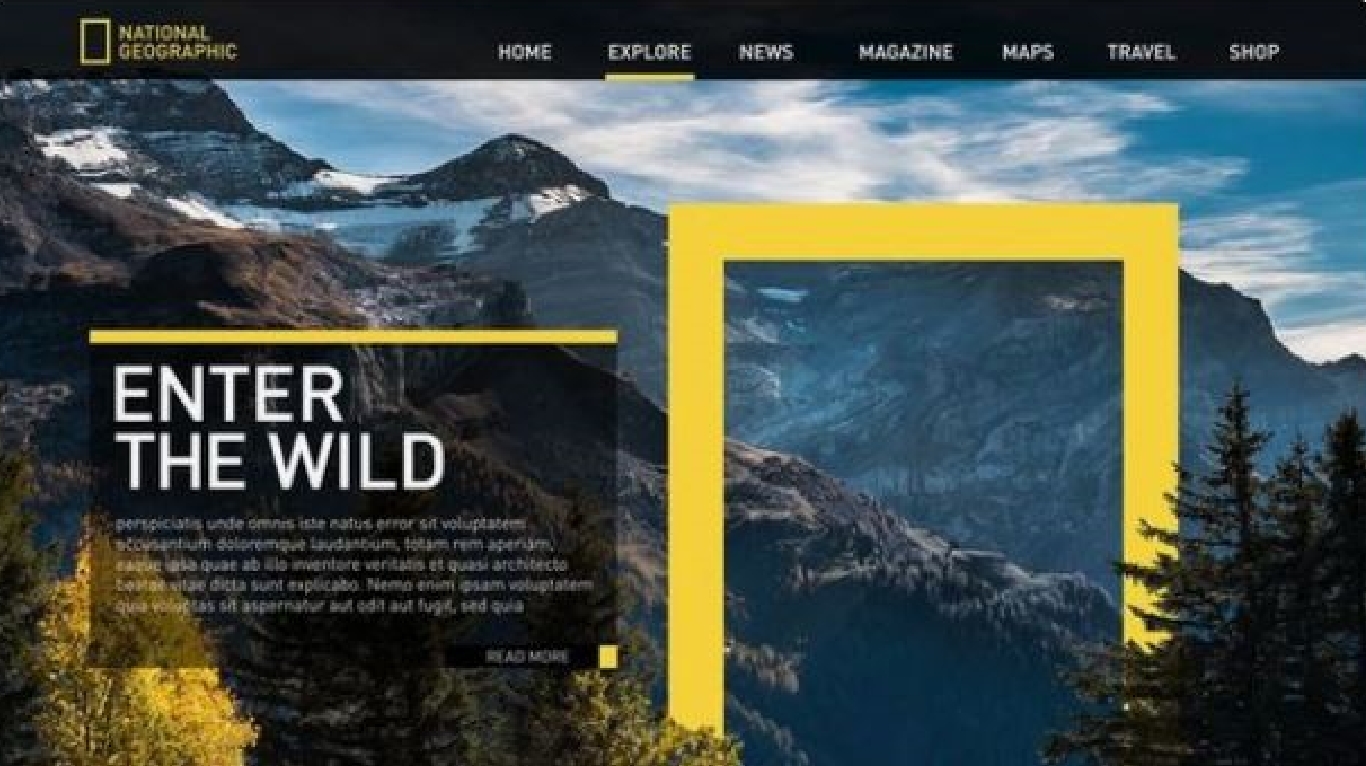 NATIONAL
GEOGRAPHIC
HOME EXPLORE NEWS MAGAZINE MAPS TRAVEL SHOP
ENTER
THE WILD
perspiciatis unde omnis iste natus error sit voluptatem
accusantium doloremque laudantium, totam rem aperiam,
eaque ipsa quae ab illo inventore veritatis et quasi architecto
beatae vitae dicta sunt explicabo. Nemo enim ipsam voluptatem
quia voluptas sit aspernatur aut odit aut fugit, sed quia
READ MORE